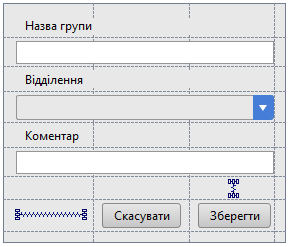 Назва групи
Відділення
Коментар
Скасувати Зберегти